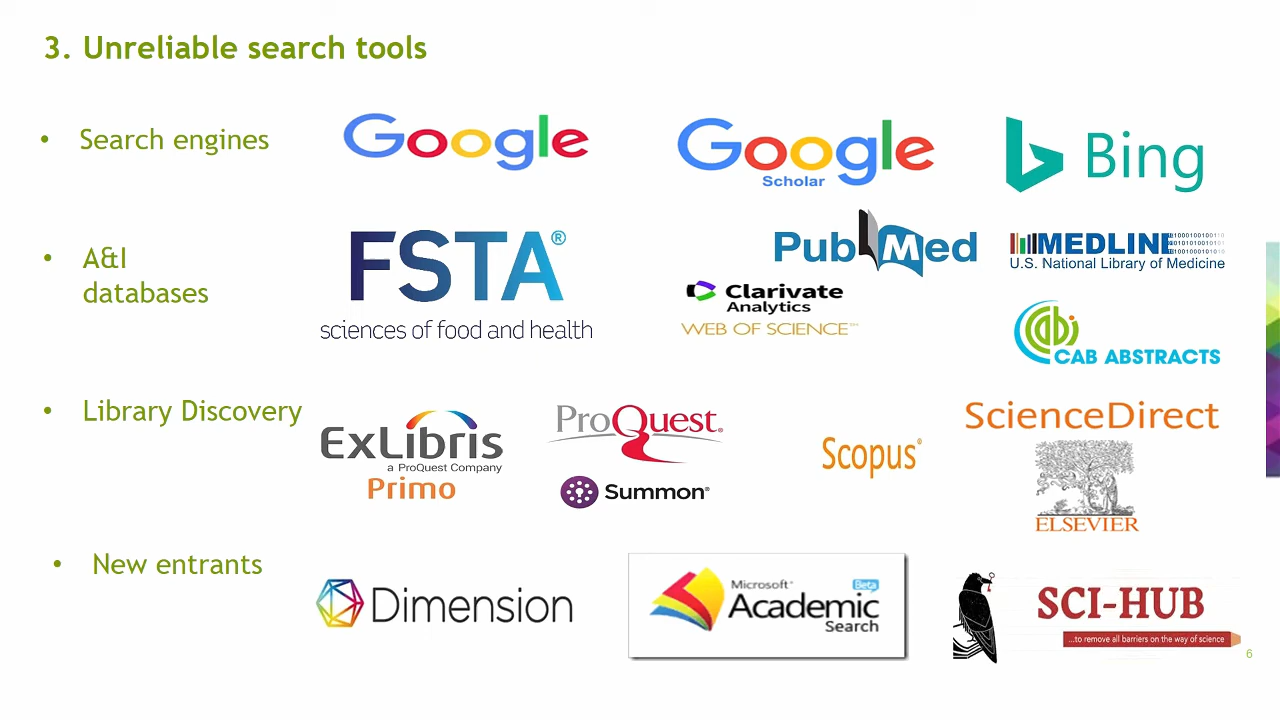 3. Unreliable search tools
• Search engines
Google
Google
Scholar
Bing
• A&I
databases
FSTA®
sciences of food and health
PubMed
Clarivate
Analytics
WEB OF SCIENCE
MEDLINE
U.S. National Library of Medicine
cabi
CAB ABSTRACTS
• Library Discovery
ExLibris
a ProQuest Company
Primo
ProQuest
Summon®
Scopus®
ScienceDirect
ELSEVIER
• New entrants
Dimension
Microsoft®
Academic
Search
Beta
SCI-HUB
...to remove all barriers on the way of science
6